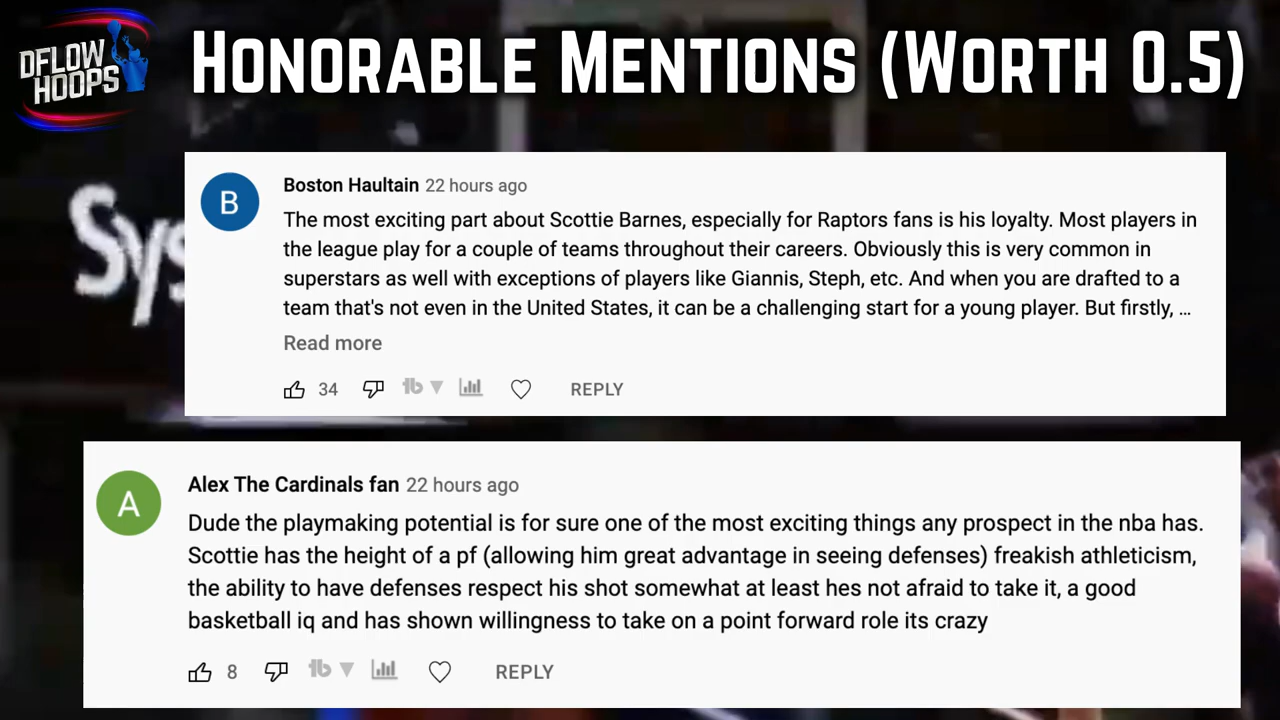 DFLOW
HOOPS
HONORABLE MENTIONS (WORTH 0.5)
Sys
B
Boston Haultain 22 hours ago
The most exciting part about Scottie Barnes, especially for Raptors fans is his loyalty. Most players in
the league play for a couple of teams throughout their careers. Obviously this is very common in
superstars as well with exceptions of players like Giannis, Steph, etc. And when you are drafted to a
team that's not even in the United States, it can be a challenging start for a young player. But firstly, ...
Read more
34
REPLY
A
Alex The Cardinals fan 22 hours ago
Dude the playmaking potential is for sure one of the most exciting things any prospect in the nba has.
Scottie has the height of a pf (allowing him great advantage in seeing defenses) freakish athleticism,
the ability to have defenses respect his shot somewhat at least hes not afraid to take it, a good
basketball iq and has shown willingness to take on a point forward role its crazy
8
REPLY